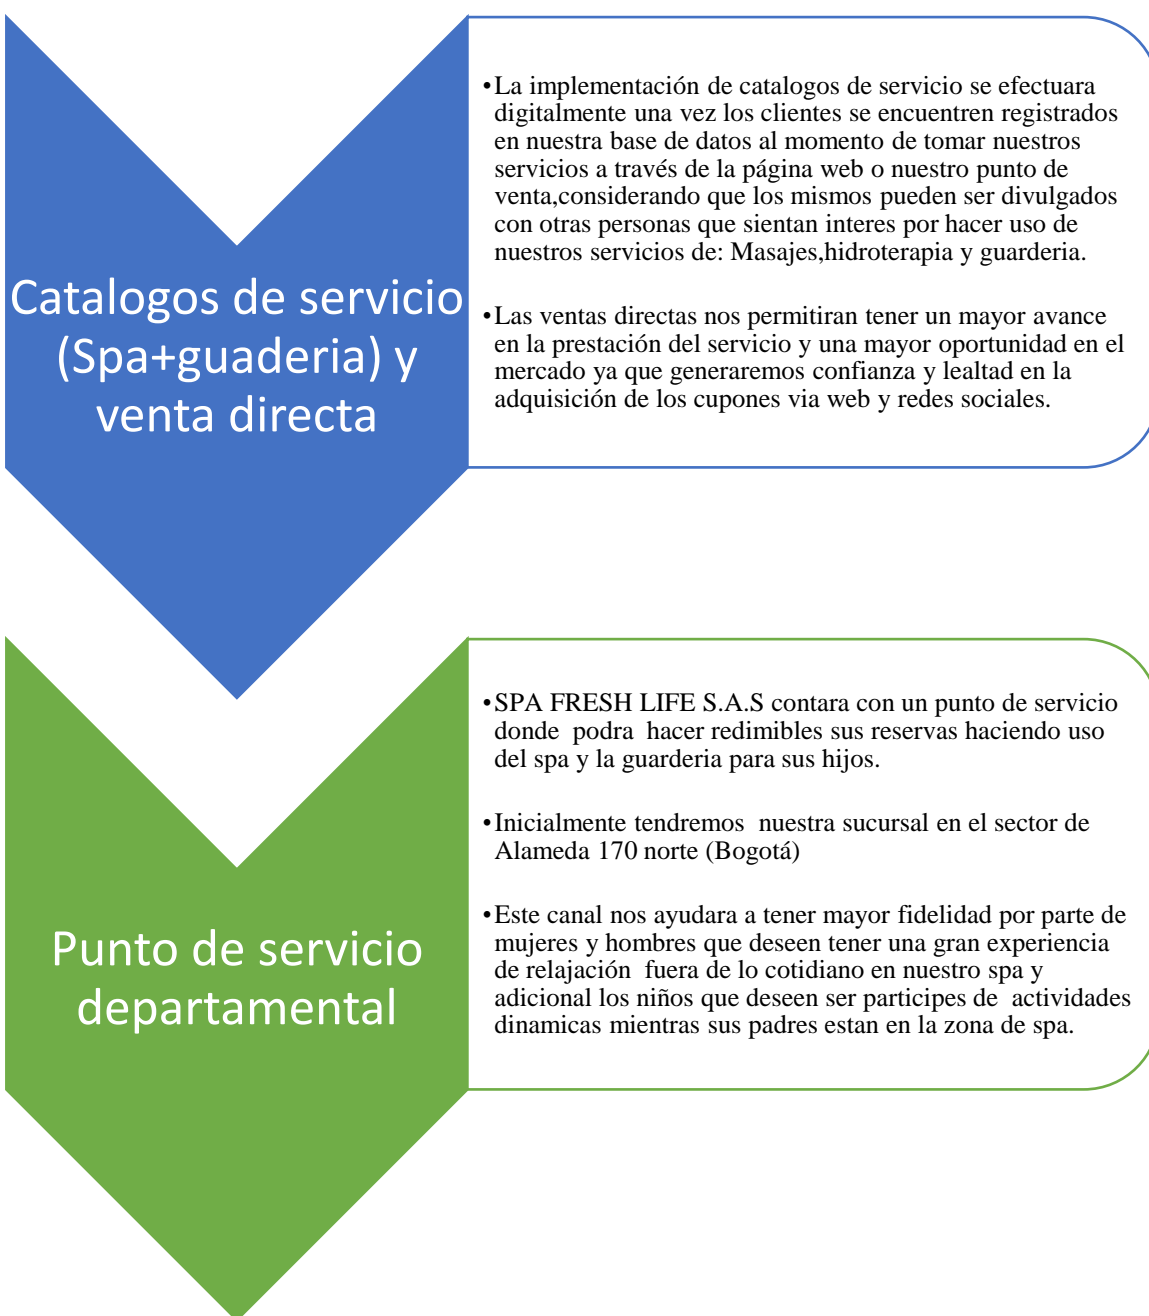 Catalogos de servicio
(Spa+guaderia) y
venta directa
•La implementación de catalogos de servicio se efectuara
digitalmente una vez los clientes se encuentren registrados
en nuestra base de datos al momento de tomar nuestros
servicios a través de la página web o nuestro punto de
venta,considerando que los mismos pueden ser divulgados
con otras personas que sientan interes por hacer uso de
nuestros servicios de: Masajes,hidroterapia y guarderia.
•Las ventas directas nos permitiran tener un mayor avance
en la prestación del servicio y una mayor oportunidad en el
mercado ya que generaremos confianza y lealtad en la
adquisición de los cupones via web y redes sociales.
Punto de servicio
departamental
•SPA FRESH LIFE S.A.S contara con un punto de servicio
donde  podra  hacer redimibles sus reservas haciendo uso
del spa y la guarderia para sus hijos.
•Inicialmente tendremos  nuestra sucursal en el sector de
Alameda 170 norte (Bogotá)
•Este canal nos ayudara a tener mayor fidelidad por parte de
mujeres y hombres que deseen tener una gran experiencia
de relajación  fuera de lo cotidiano en nuestro spa y
adicional los niños que deseen ser participes de  actividades
dinamicas mientras sus padres estan en la zona de spa.